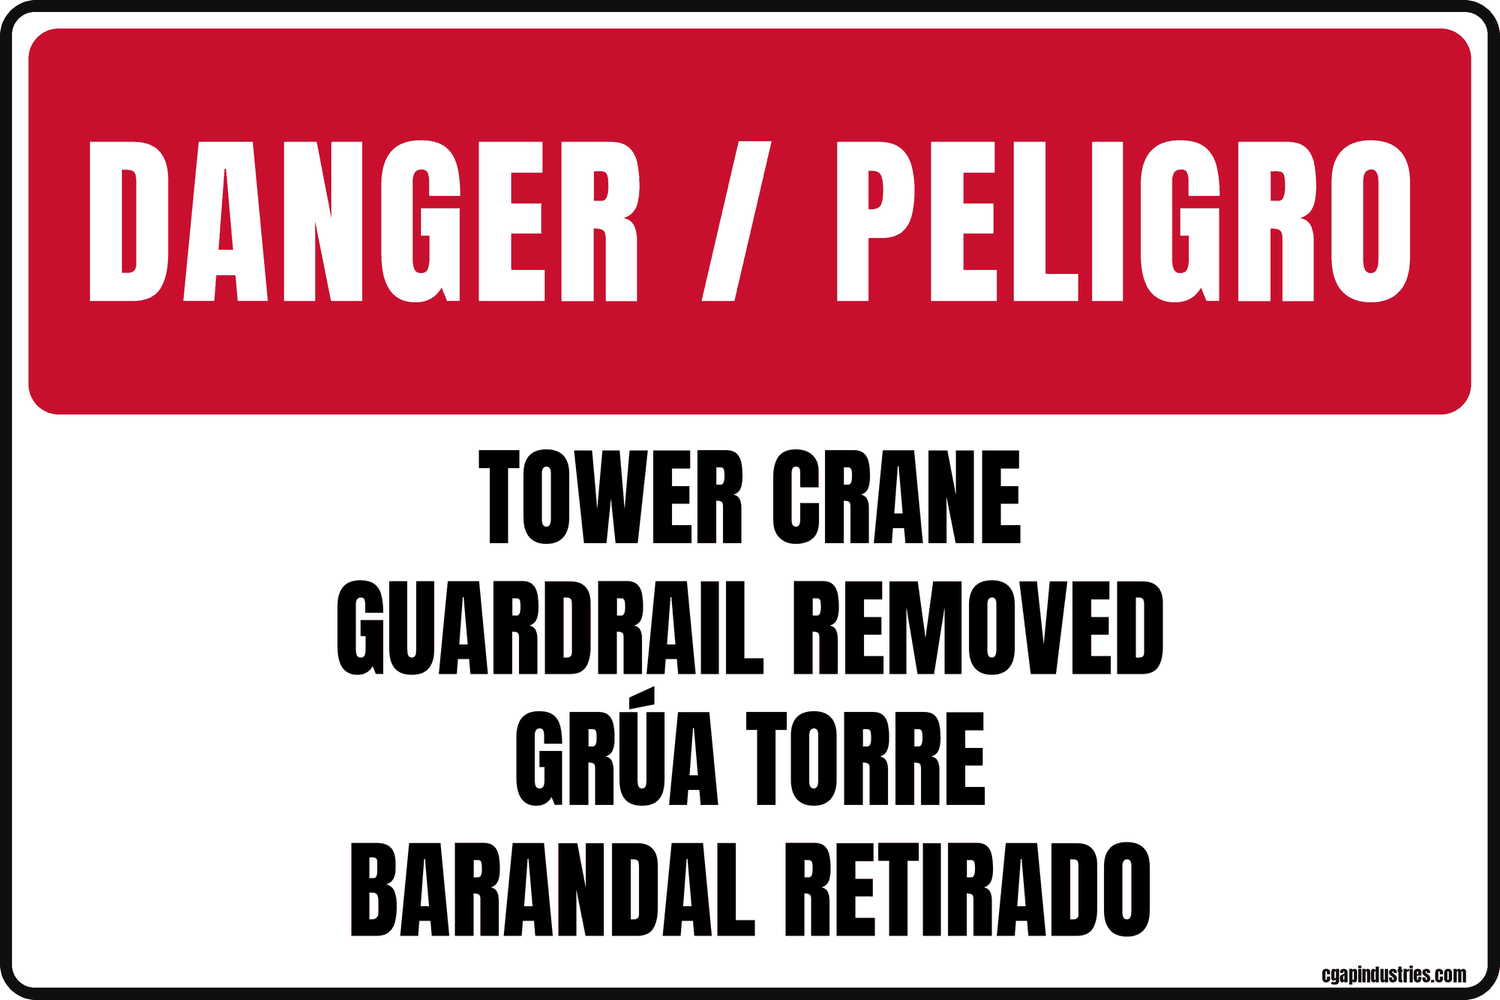 DANGER / PELIGRO
TOWER CRANE
GUARDRAIL REMOVED
GRÚA TORRE
BARANDAL RETIRADO
cgapindustries.com